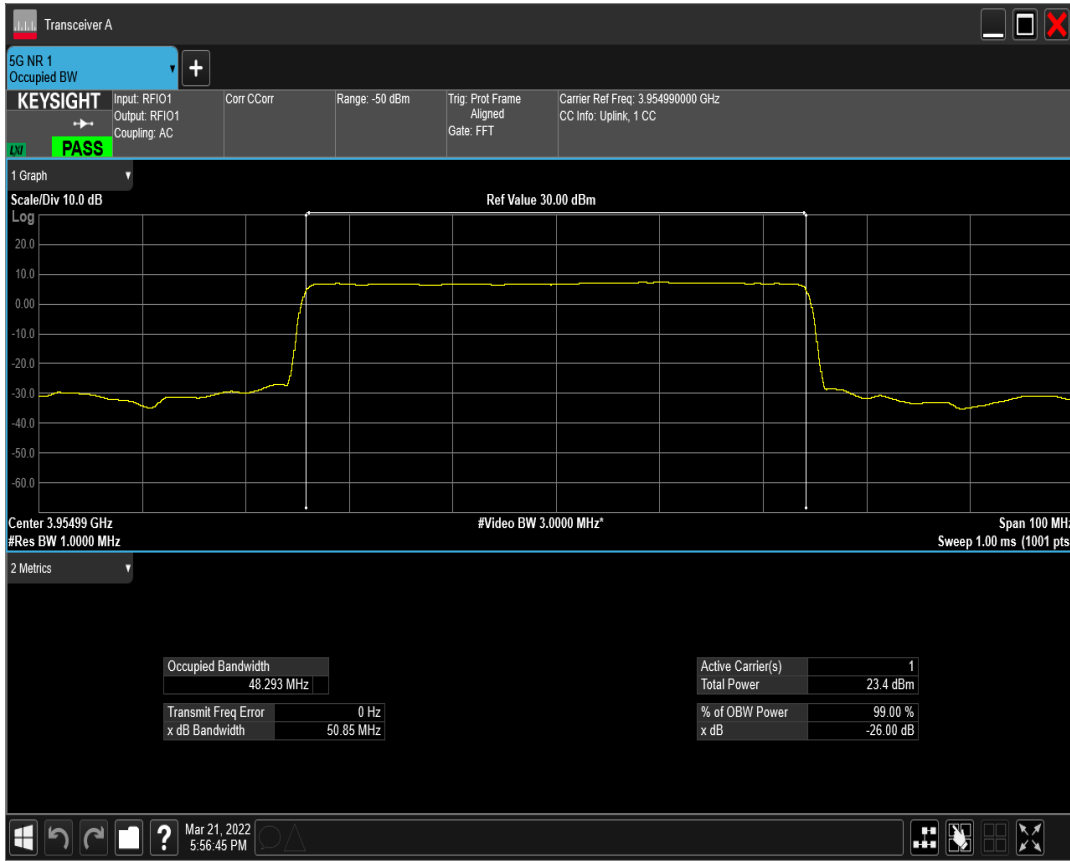 Transceiver A
5G NR 1
Occupied BW
+
KEYSIGHT
LXI
PASS
Input: RFIO1
Output: RFIO1
Coupling: AC
Corr CCorr
Range: -50 dBm
Trig: Prot Frame
Aligned
Gate: FFT
Carrier Ref Freq: 3.954990000 GHz
CC Info: Uplink, 1 CC
1 Graph
Scale/Div 10.0 dB
Ref Value 30.00 dBm
Log
20.0
10.0
0.00
-10.0
-20.0
-30.0
-40.0
-50.0
-60.0
Center 3.95499 GHz
#Video BW 3.0000 MHz*
Span 100 MHz
#Res BW 1.0000 MHz
Sweep 1.00 ms (1001 pts
2 Metrics
Occupied Bandwidth
48.293 MHz
Transmit Freq Error 0 Hz
x dB Bandwidth 50.85 MHz
Active Carrier(s) 1
Total Power 23.4 dBm
% of OBW Power 99.00 %
x dB -26.00 dB
?
Mar 21, 2022
5:56:45 PM